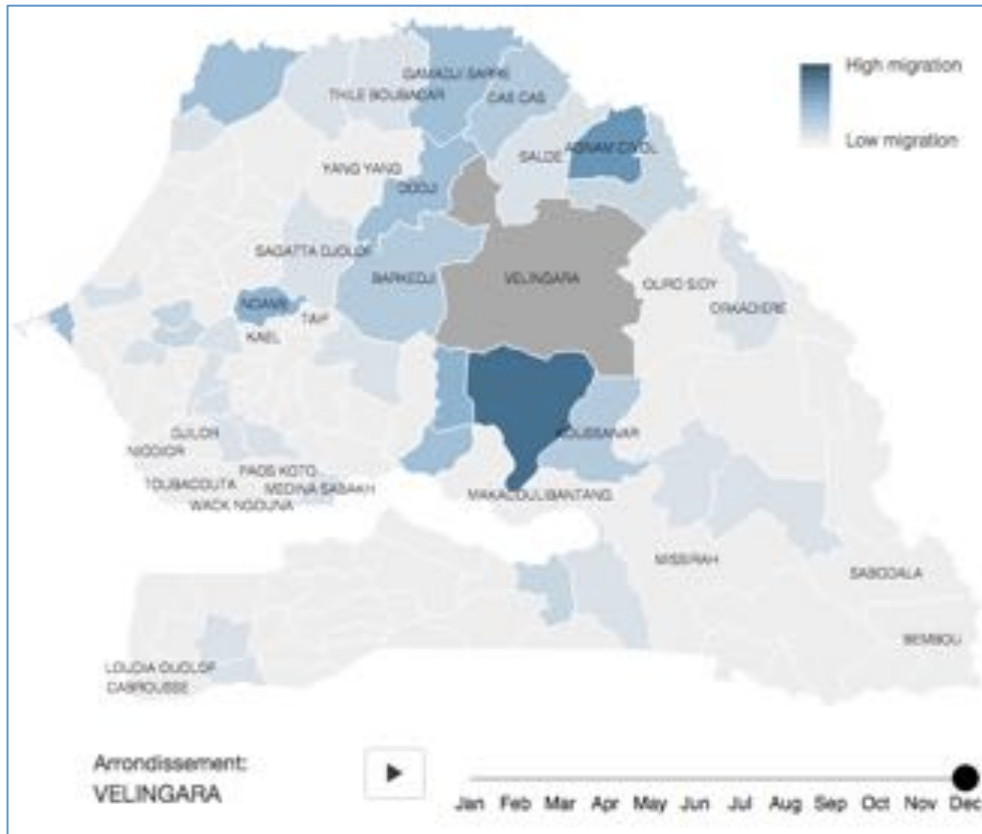 High migration
Low migration
GAMADJI SARRE
THILE BOUBACAR
CAS CAS
SALDE
AGNAM CIVOL
YANG YANG
DODJI
SAGATTA DJOLOF
BARKEDJI
VELINGARA
OURO SIDY
ORKADIERE
NDAME
TAIF
KAEL
DJILOR
NIODIOR
KOUSSANAR
PAOS KOTO
TOUBACOUTA
MEDINA SABAKH
WACK NGOUNA
MAKACOULIBANTANG
MISSIRAH
SABODALA
BEMBOU
LOUDIA OUOLOF
CABROUSSE
Arrondissement:
VELINGARA
Jan Feb Mar Apr May Jun Jul Aug Sep Oct Nov Dec